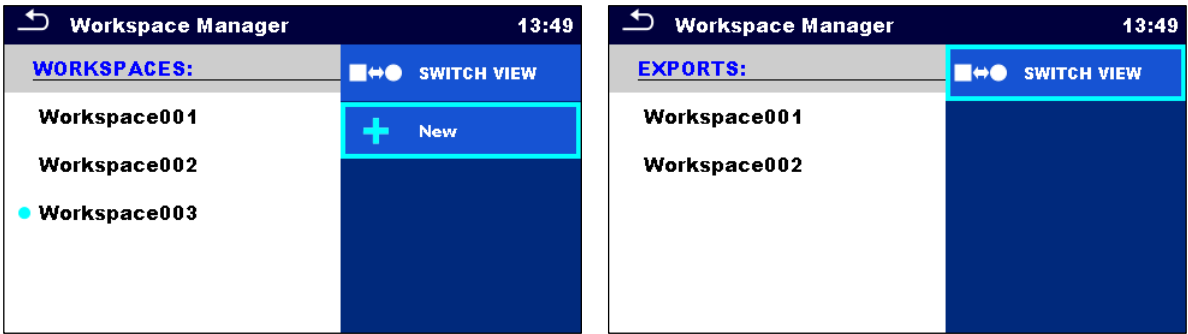 Workspace Manager 13:49
WORKSPACES:
SWITCH VIEW
Workspace001
New
Workspace002
Workspace003
Workspace Manager 13:49
EXPORTS:
SWITCH VIEW
Workspace001
Workspace002